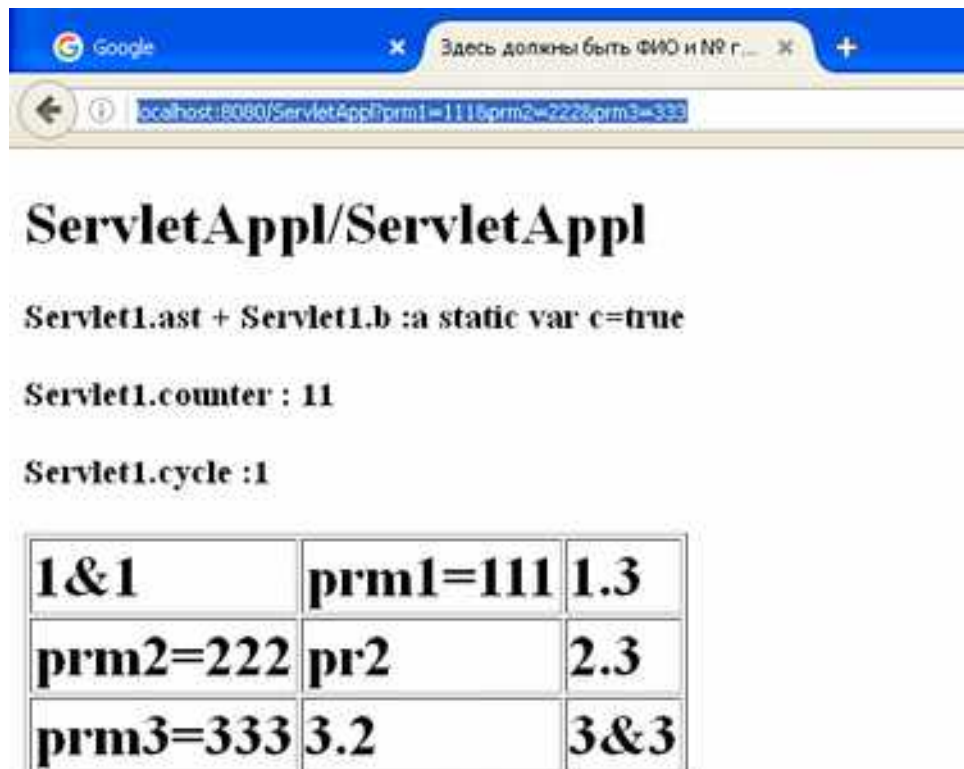 Google
Здесь должны быть ФИО и № г...
localhost:8080/ServletAppl?prm1=111&prm2=222&prm3=333
ServletAppl/ServletAppl
Servlet1.ast + Servlet1.b :a static var c=true
Servlet1.counter : 11
Servlet1.cycle :1
1&1 prm1=111 1.3
prm2=222 pr2 2.3
prm3=333 3.2 3&3